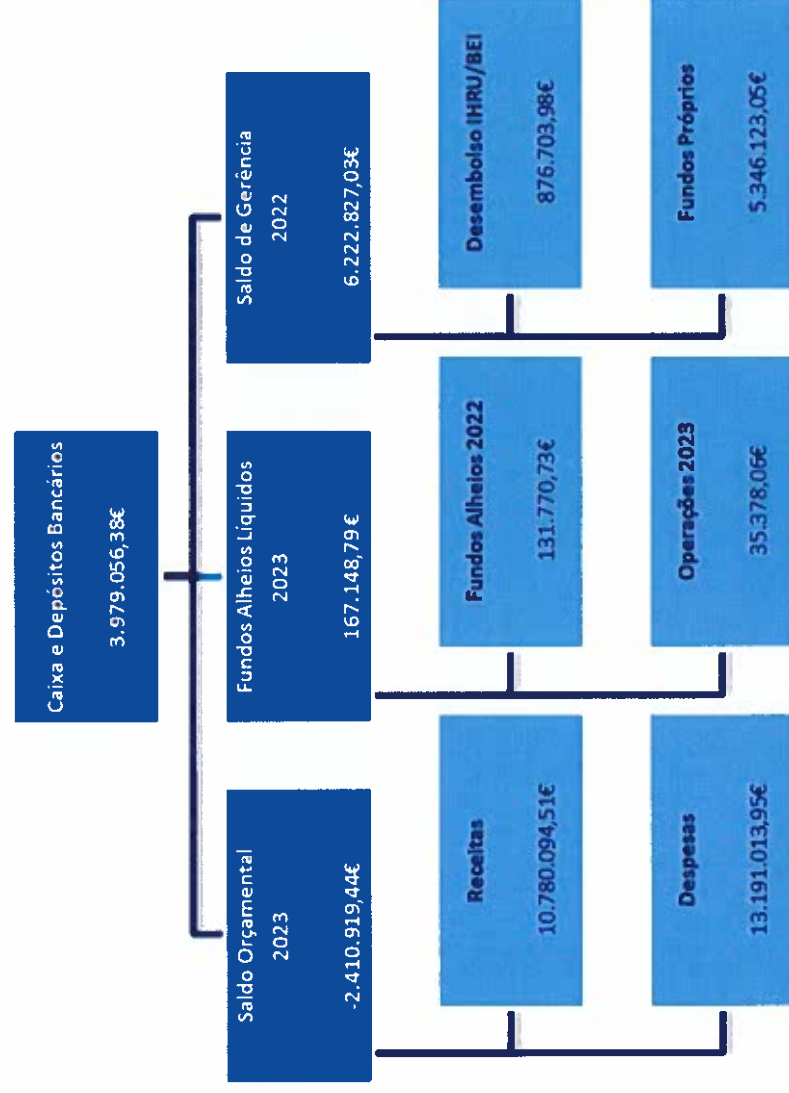 Caixa e Depósitos Bancários
3.979.056,38€
Saldo Orçamental
2023
-2.410.919,44€
Fundos Alheios Líquidos
2023
167.148,79€
Saldo de Gerência
2022
6.222.827,03€
Receitas
10.780.094,51€
Fundos Alheios 2022
131.770,73€
Desembolso IHRU/BEI
876.703,98€
Despesas
13.191.013,95€
Operações 2023
35.378,06€
Fundos Próprios
5.346.123,05€